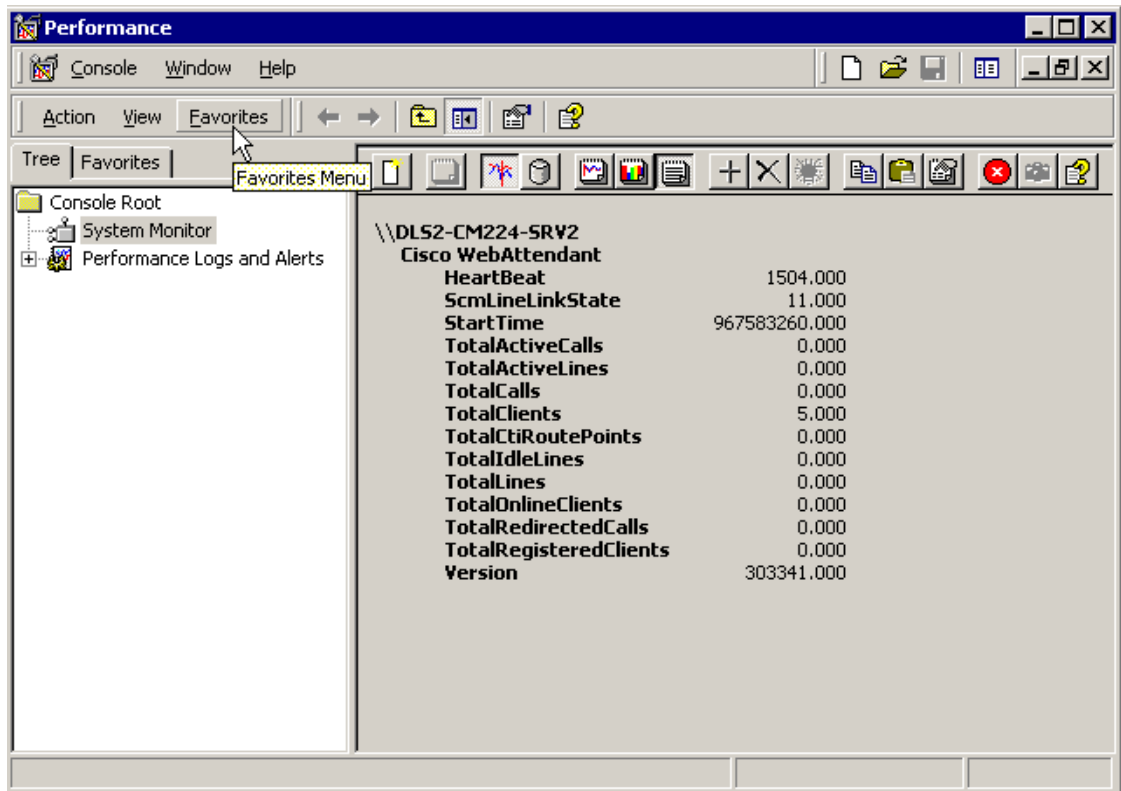 Performance
Console Window Help
Action View Favorites
Tree Favorites
Favorites Menu
Console Root
System Monitor
Performance Logs and Alerts
\\DLS2-CM224-SRV2
Cisco WebAttendant
HeartBeat 1504.000
ScmLineLinkState 11.000
StartTime 967583260.000
TotalActiveCalls 0.000
TotalActiveLines 0.000
TotalCalls 0.000
TotalClients 5.000
TotalCtiRoutePoints 0.000
TotalIdleLines 0.000
TotalLines 0.000
TotalOnlineClients 0.000
TotalRedirectedCalls 0.000
TotalRegisteredClients 0.000
Version 303341.000